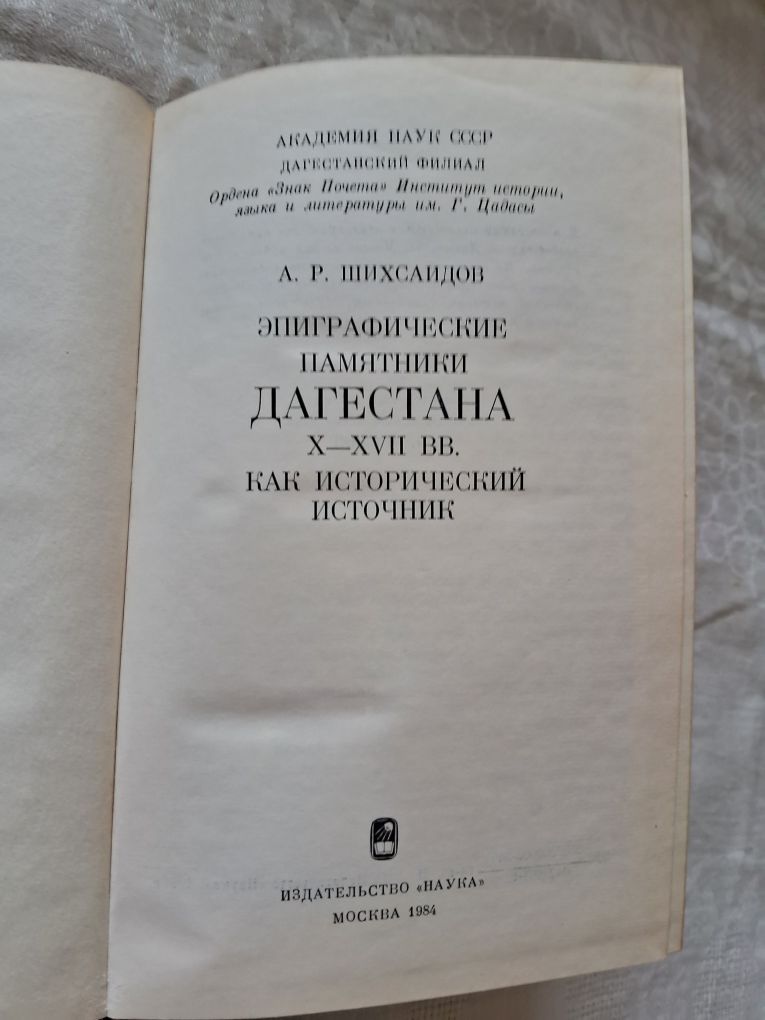 АКАДЕМИЯ НАУК СССР
ДАГЕСТАНСКИЙ ФИЛИАЛ
Ордена «Знак Почета» Институт истории,
языка и литературы им. Г. Цадасы
А. Р. ШИХСАИДОВ
ЭПИГРАФИЧЕСКИЕ
ПАМЯТНИКИ
ДАГЕСТАНА
X—XVII ВВ.
КАК ИСТОРИЧЕСКИЙ
ИСТОЧНИК
ИЗДАТЕЛЬСТВО «НАУКА»
МОСКВА 1984